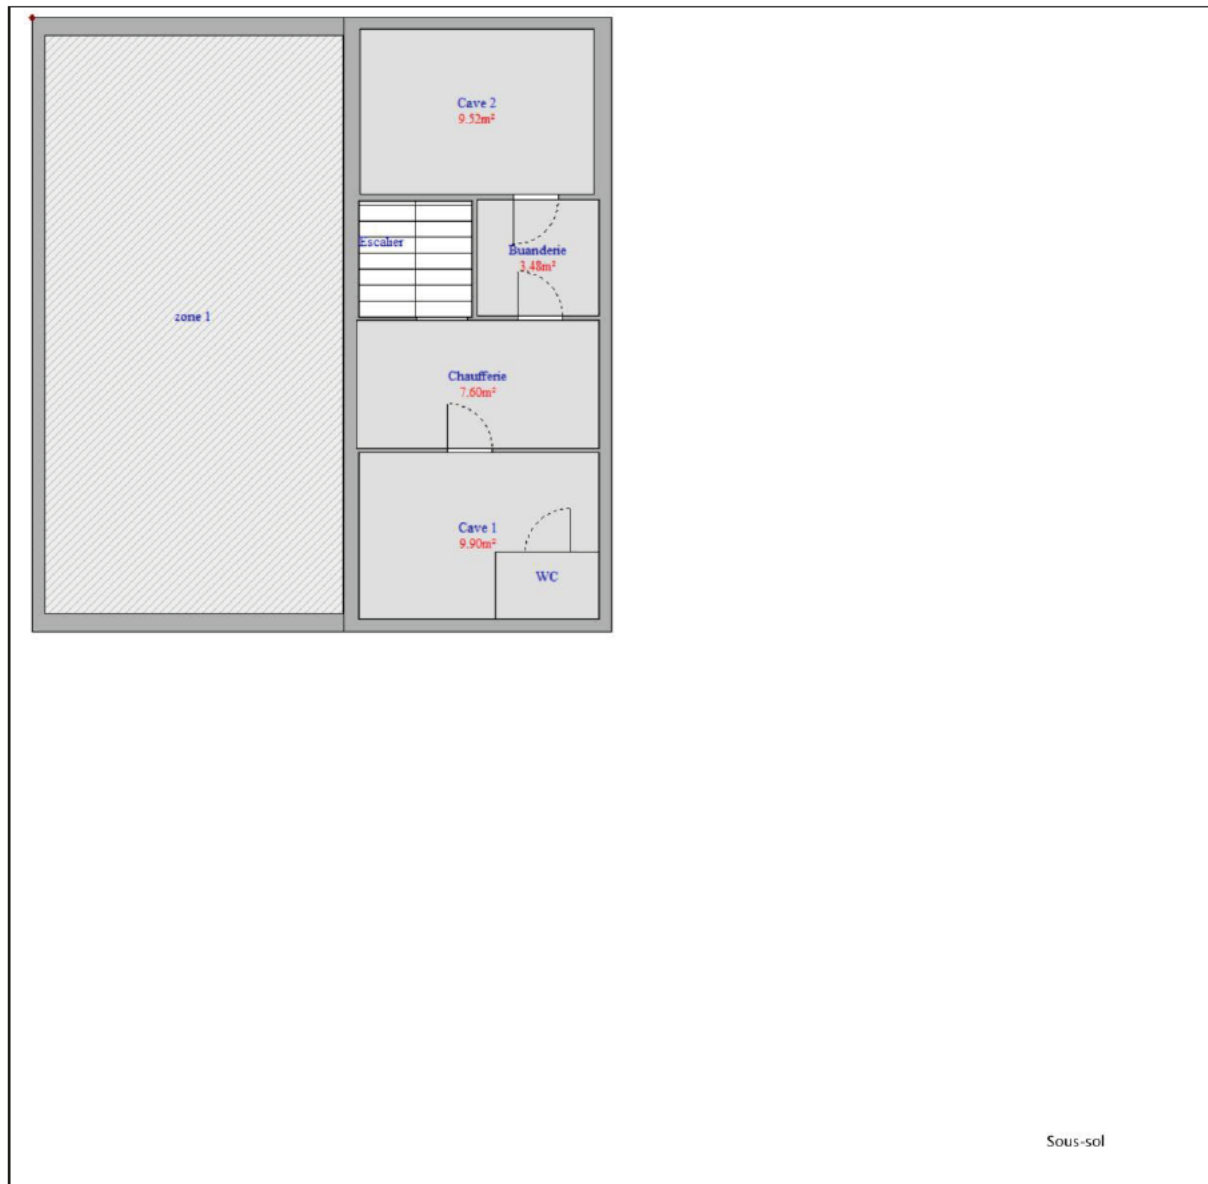 Cave 2
9.52m²
Escalier
Buanderie
3.48m²
zone 1
Chaufferie
7.60m²
Cave 1
9.90m²
WC
Sous-sol